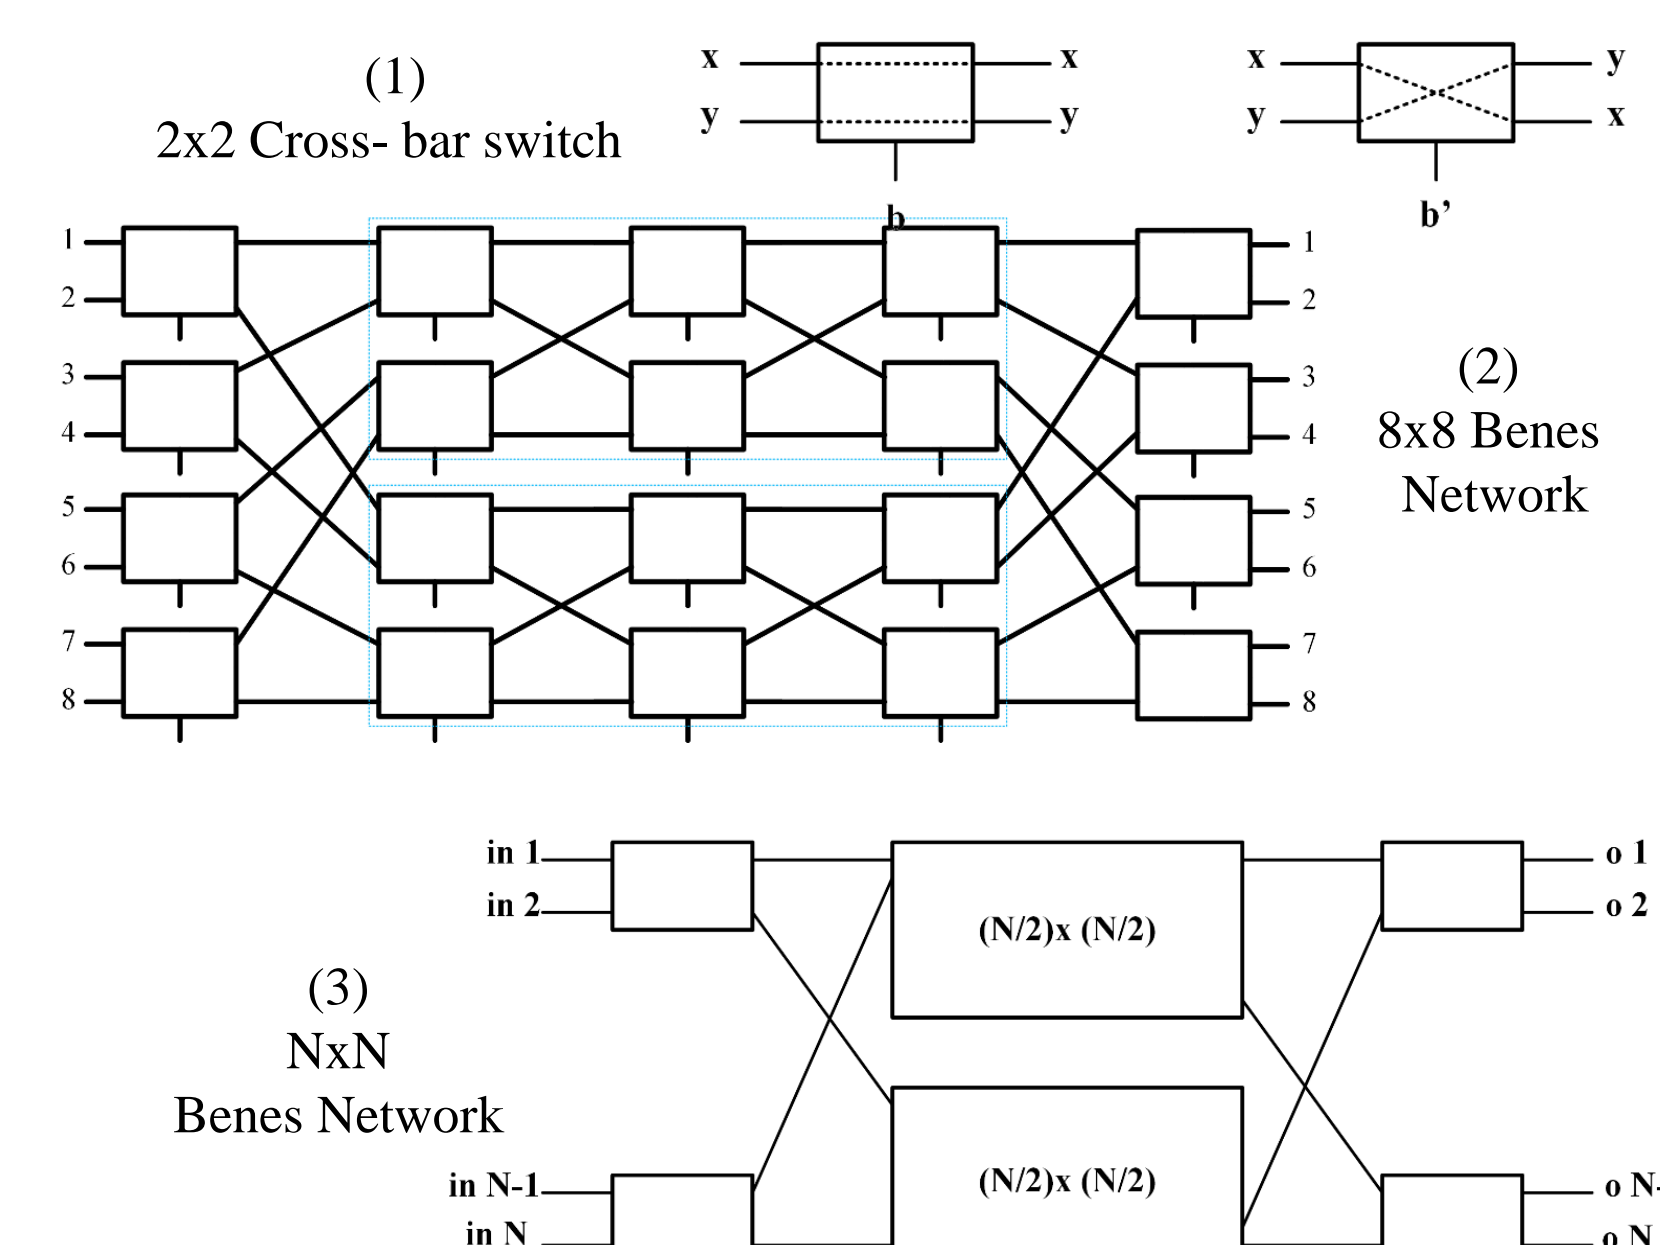 (1)
2x2 Cross- bar switch
x x
y y
b
x y
y x
b’
1 1
2 2
3 3
4 4
5 5
6 6
7 7
8 8
(2)
8x8 Benes
Network
in 1 o 1
in 2 o 2
(N/2)x (N/2)
(3)
NxN
Benes Network
(N/2)x (N/2)
in N-1 o N-
in N o N